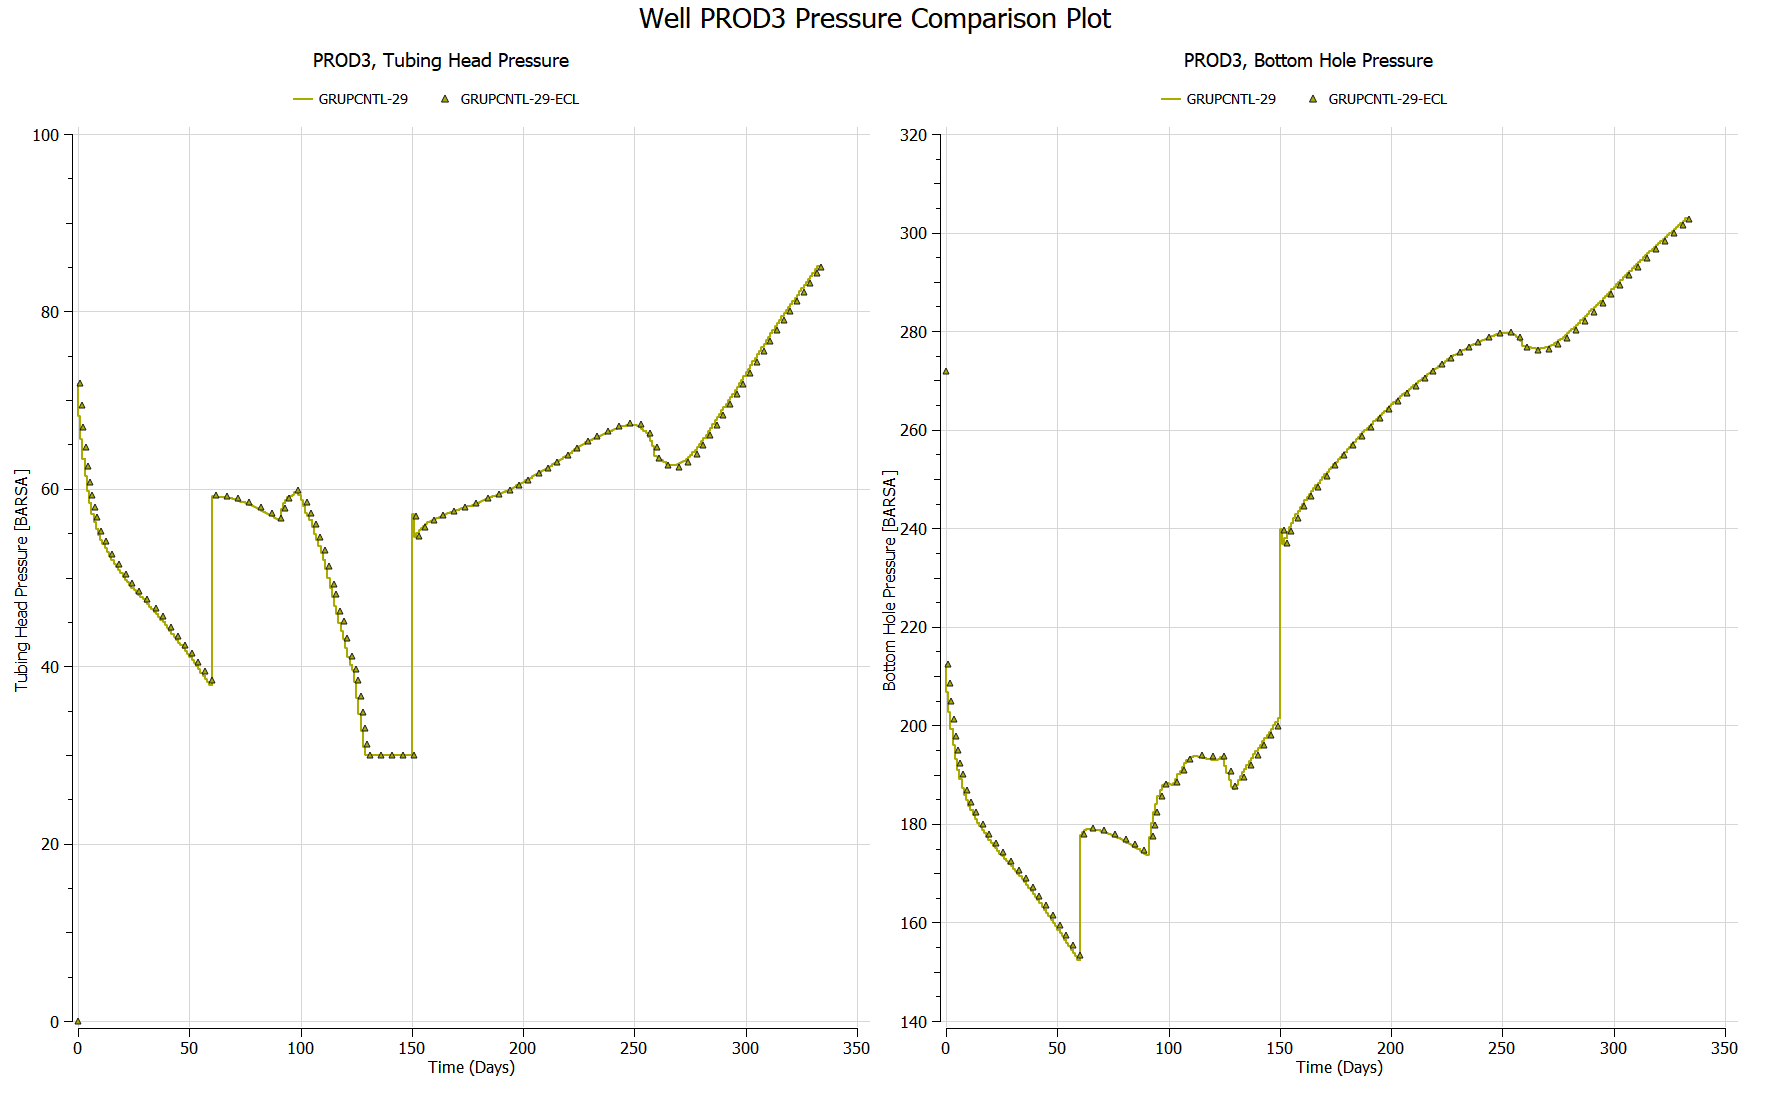 Well PROD3 Pressure Comparison Plot
PROD3, Tubing Head Pressure
GRUPCNTL-29 GRUPCNTL-29-ECL
100
80
60
40
20
0
Tubing Head Pressure [BARSA]
0 50 100 150 200 250 300 350
Time (Days)
PROD3, Bottom Hole Pressure
GRUPCNTL-29 GRUPCNTL-29-ECL
320
300
280
260
240
220
200
180
160
140
Bottom Hole Pressure [BARSA]
0 50 100 150 200 250 300 350
Time (Days)